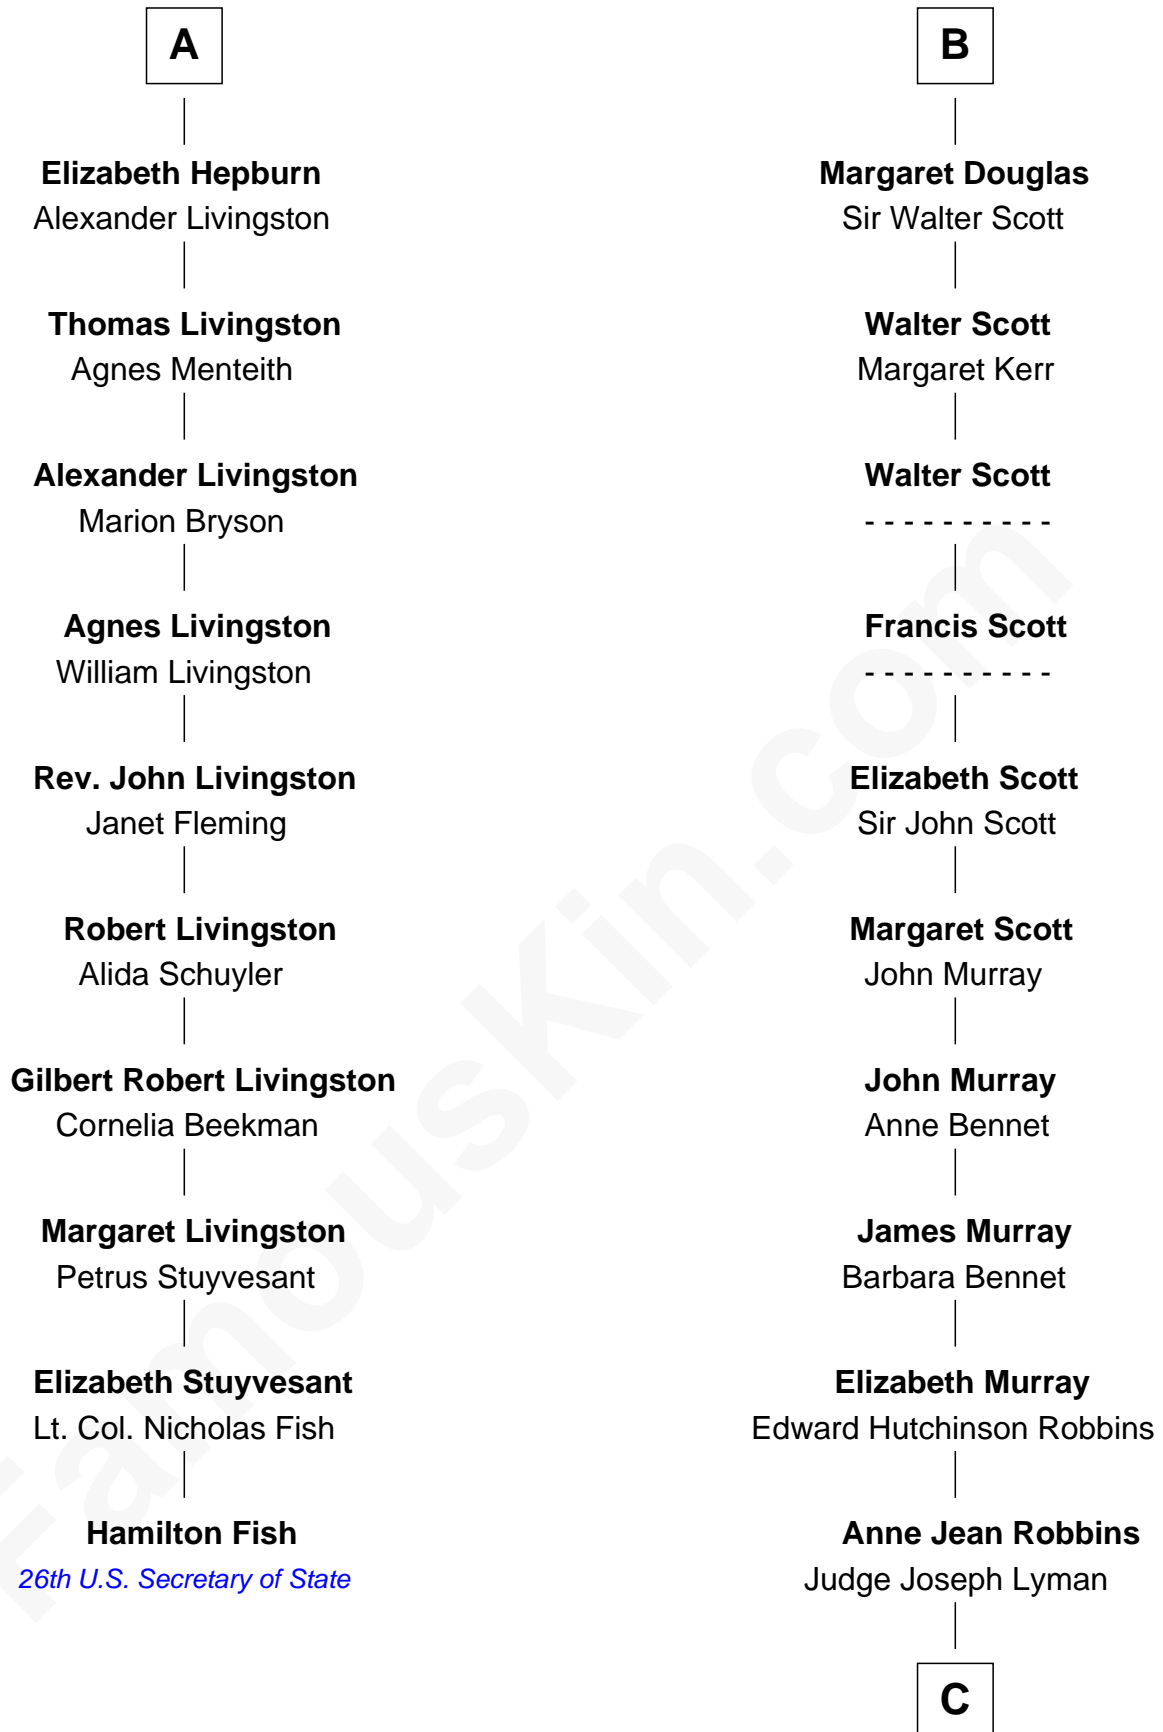 A
Elizabeth Hepburn
Alexander Livingston
Thomas Livingston
Agnes Menteith
Alexander Livingston
Marion Bryson
Agnes Livingston
William Livingston
Rev. John Livingston
Janet Fleming
Robert Livingston
Alida Schuyler
Gilbert Robert Livingston
Cornelia Beekman
Margaret Livingston
Petrus Stuyvesant
Elizabeth Stuyvesant
Lt. Col. Nicholas Fish
Hamilton Fish
26th U.S. Secretary of State
B
Margaret Douglas
Sir Walter Scott
Walter Scott
Margaret Kerr
Walter Scott
- - - - - - - - - -
Francis Scott
- - - - - - - - - -
Elizabeth Scott
Sir John Scott
Margaret Scott
John Murray
John Murray
Anne Bennet
James Murray
Barbara Bennet
Elizabeth Murray
Edward Hutchinson Robbins
Anne Jean Robbins
Judge Joseph Lyman
C
FamousKin.com